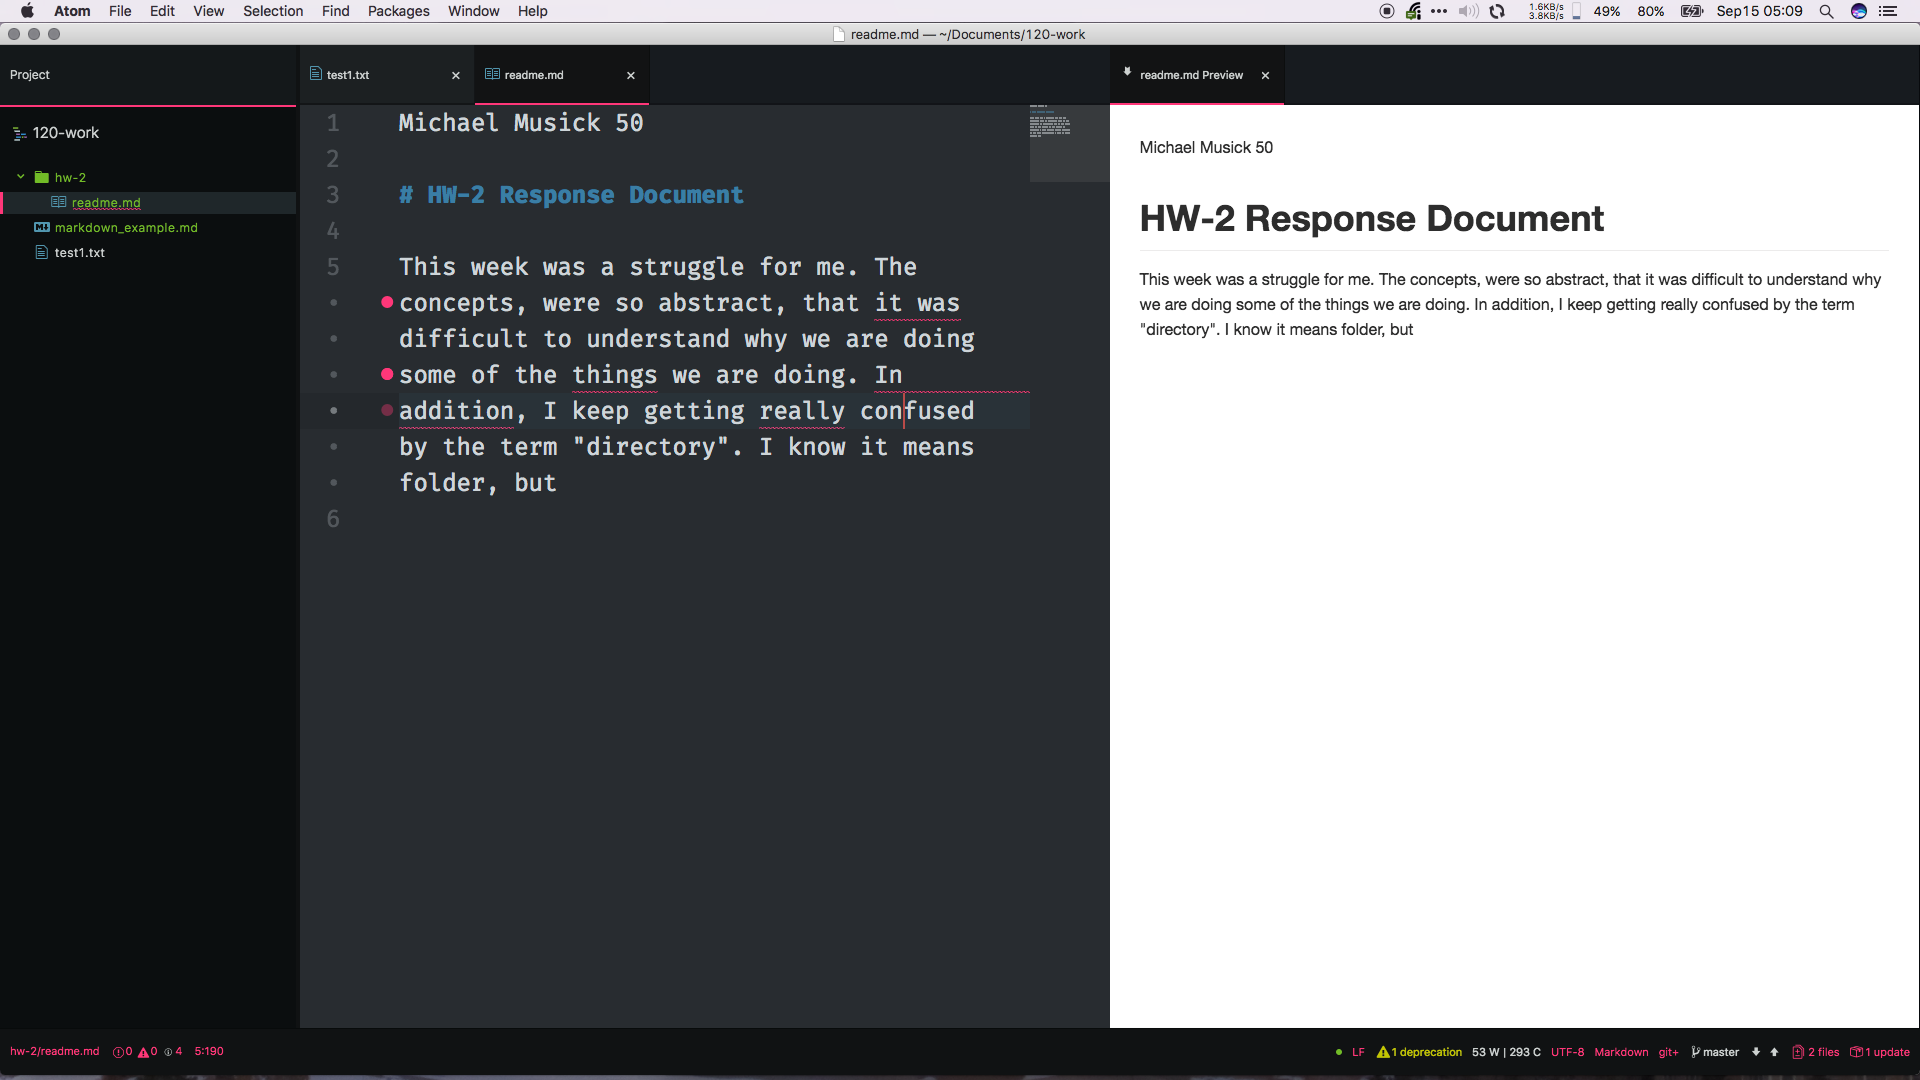 Atom File Edit View Selection Find Packages Window Help
1.6KB/s
3.8KB/s
49% 80% Sep15 05:09
readme.md — ~/Documents/120-work
Project
test1.txt
readme.md
readme.md Preview
120-work
hw-2
readme.md
markdown_example.md
test1.txt
1 Michael Musick 50
2
3 # HW-2 Response Document
4
5 This week was a struggle for me. The
concepts, were so abstract, that it was
difficult to understand why we are doing
some of the things we are doing. In
addition, I keep getting really confused
by the term "directory". I know it means
folder, but
6
Michael Musick 50
HW-2 Response Document
This week was a struggle for me. The concepts, were so abstract, that it was difficult to understand why
we are doing some of the things we are doing. In addition, I keep getting really confused by the term
"directory". I know it means folder, but
hw-2/readme.md 0 0 4 5:190
LF 1 deprecation 53 W | 293 C UTF-8 Markdown git+ master 2 files 1 update